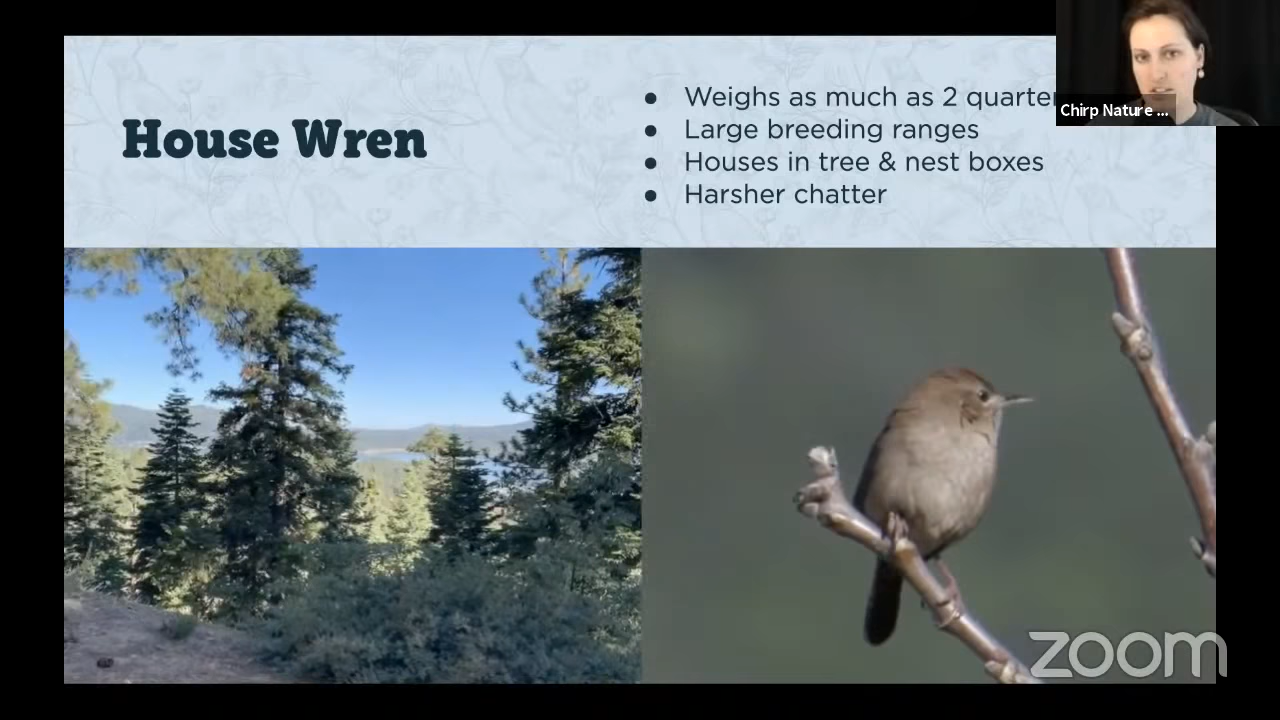 House Wren
● Weighs as much as 2 quarter
● Large breeding ranges
● Houses in tree & nest boxes
● Harsher chatter
Chirp Nature ...
zoom